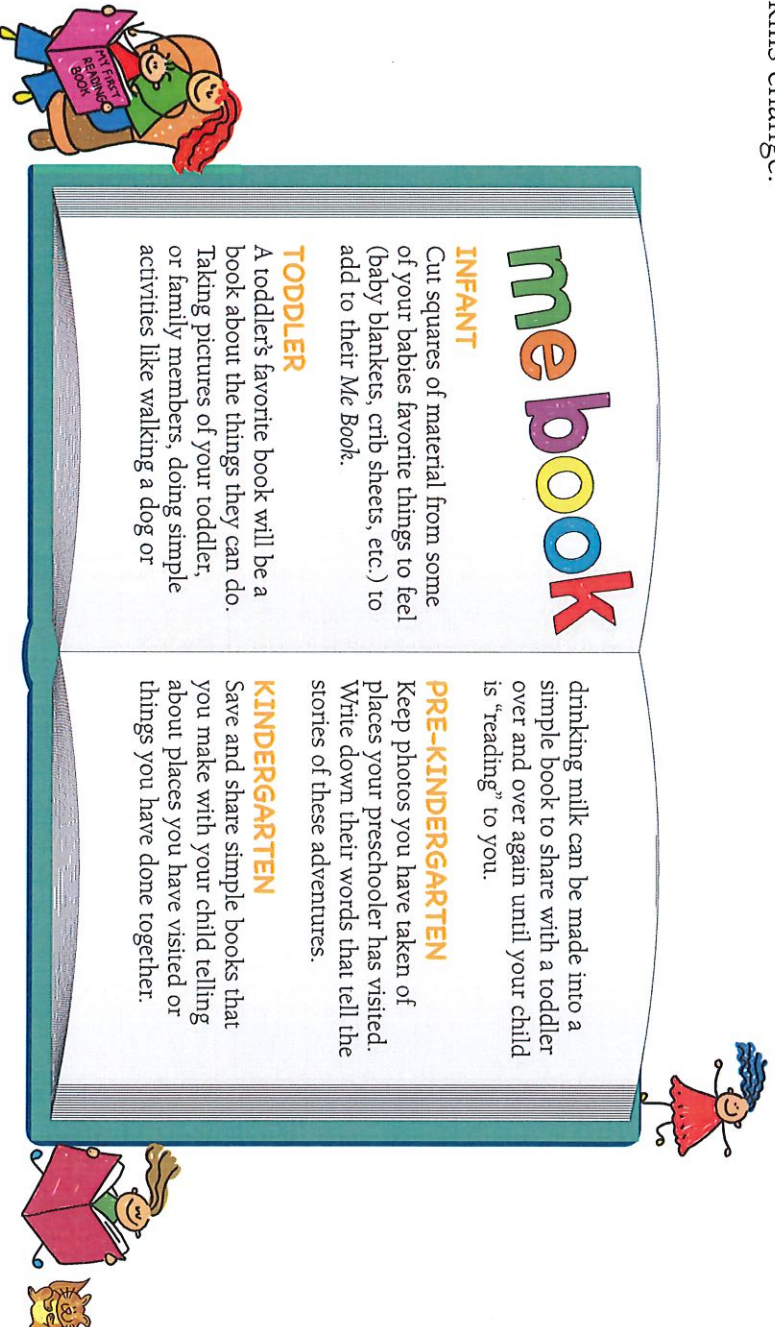 kills change.
me book
INFANT
Cut squares of material from some
of your babies favorite things to feel
(baby blankets, crib sheets, etc.) to
add to their Me Book.
TODDLER
A toddler's favorite book will be a
book about the things they can do.
Taking pictures of your toddler,
or family members, doing simple
activities like walking a dog or
drinking milk can be made into a
simple book to share with a toddler
over and over again until your child
is "reading" to you.
PRE-KINDERGARTEN
Keep photos you have taken of
places your preschooler has visited.
Write down their words that tell the
stories of these adventures.
KINDERGARTEN
Save and share simple books that
you make with your child telling
about places you have visited or
things you have done together.
MY FIRST
READING
BOOK